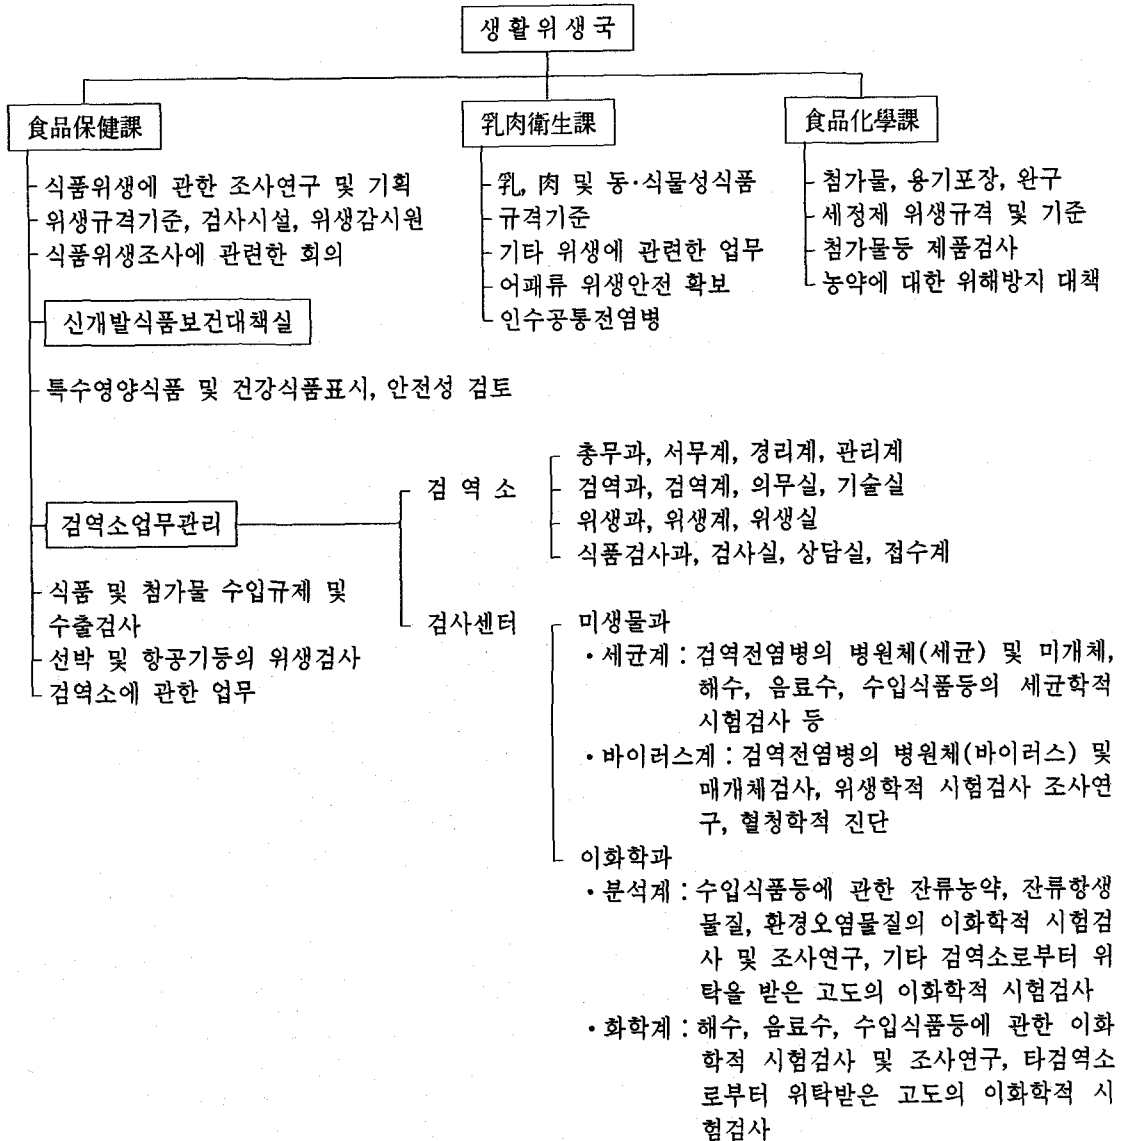 생활위생국
食品保健課
식품위생에 관한 조사연구 및 기획
위생규격기준, 검사시설, 위생감시원
식품위생조사에 관련한 회의
신개발식품보건대책실
특수영양식품 및 건강식품표시, 안전성 검토
검역소업무관리
식품 및 첨가물 수입규제 및
수출검사
선박 및 항공기등의 위생검사
검역소에 관한 업무
乳肉衛生課
乳, 肉 및 동·식물성식품
규격기준
기타 위생에 관련한 업무
어패류 위생안전 확보
인수공통전염병
食品化學課
첨가물, 용기포장, 완구
세정제 위생규격 및 기준
첨가물등 제품검사
농약에 대한 위해방지 대책
검 역 소
총무과, 서무계, 경리계, 관리계
검역과, 검역계, 의무실, 기술실
위생과, 위생계, 위생실
식품검사과, 검사실, 상담실, 접수계
검사센터
미생물과
• 세균계 : 검역전염병의 병원체(세균) 및 미개체,
해수, 음료수, 수입식품등의 세균학적
시험검사 등
• 바이러스계 : 검역전염병의 병원체(바이러스) 및
매개체검사, 위생학적 시험검사 조사연
구, 혈청학적 진단
이화학과
• 분석계 : 수입식품등에 관한 잔류농약, 잔류항생
물질, 환경오염물질의 이화학적 시험검
사 및 조사연구, 기타 검역소로부터 위
탁을 받은 고도의 이화학적 시험검사
• 화학계 : 해수, 음료수, 수입식품등에 관한 이화
학적 시험검사 및 조사연구, 타검역소
로부터 위탁받은 고도의 이화학적 시
험검사